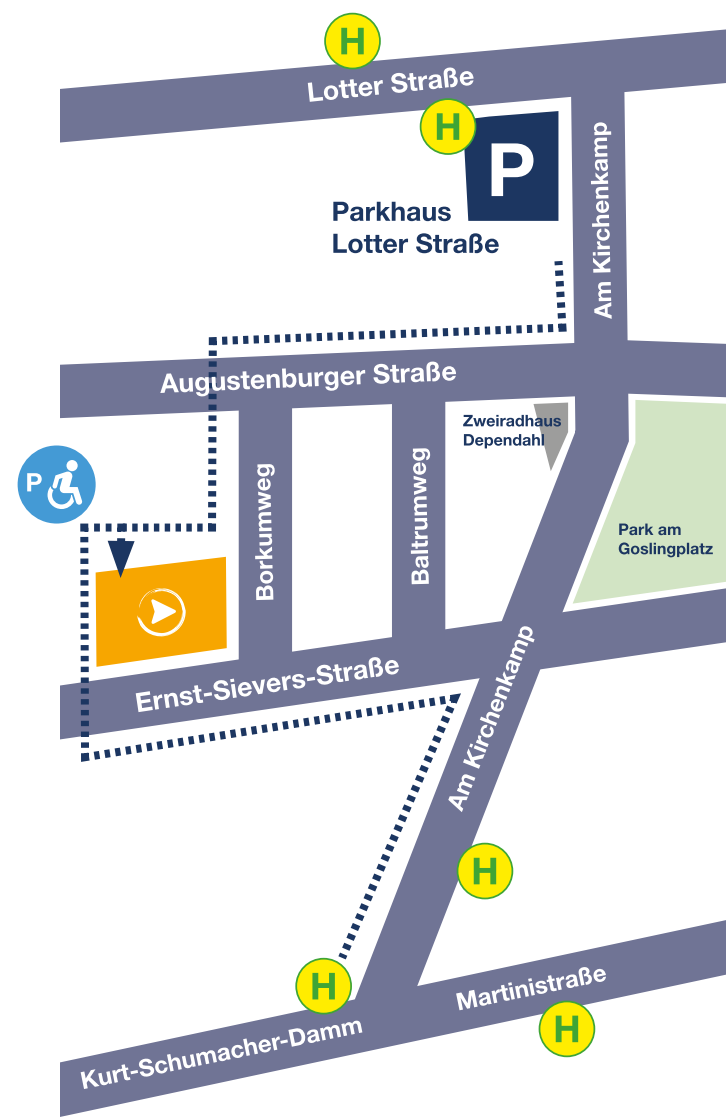 H
Lotter Straße
H
P
Am Kirchenkamp
Parkhaus
Lotter Straße
Augustenburger Straße
Zweiradhaus
Dependahl
P
Borkumweg
Baltrumweg
Park am
Goslingplatz
Ernst-Sievers-Straße
Am Kirchenkamp
H
H
Martinistraße
H
Kurt-Schumacher-Damm